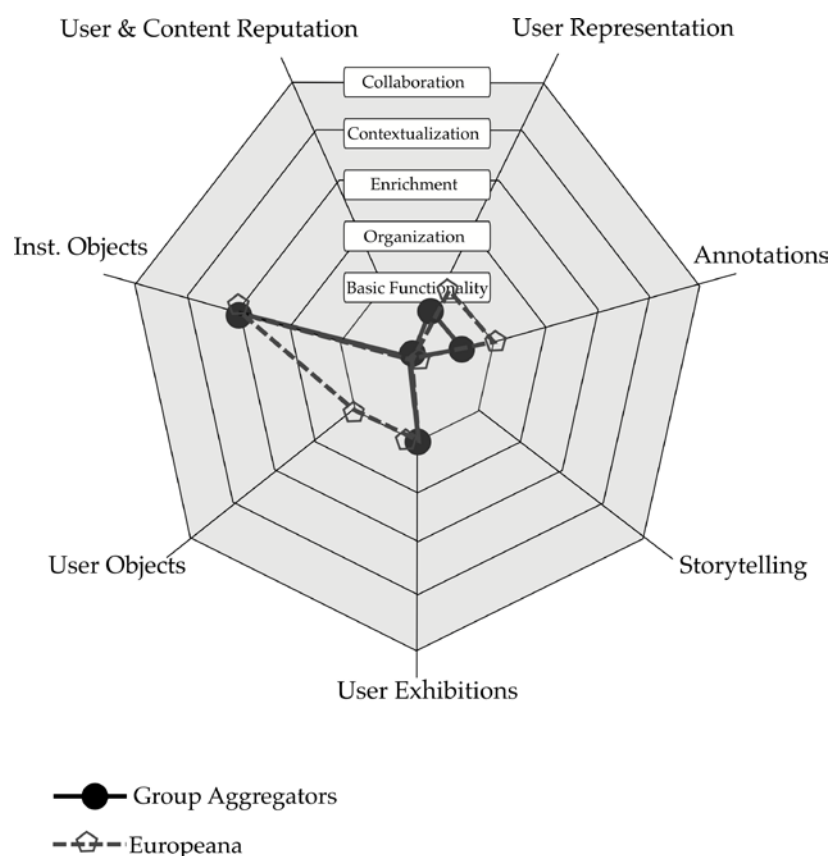 User & Content Reputation
User Representation
Collaboration
Contextualization
Enrichment
Organization
Inst. Objects
Annotations
Basic Functionality
User Objects
Storytelling
User Exhibitions
Group Aggregators
Europeana